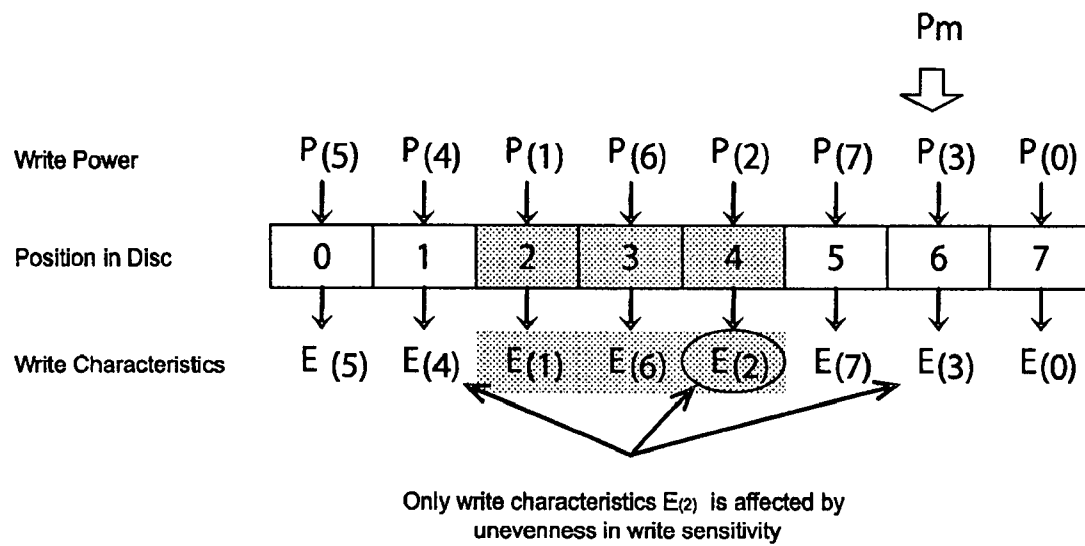 Pm
Write Power P(5) P(4) P(1) P(6) P(2) P(7) P(3) P(0)
Position in Disc 0 1 2 3 4 5 6 7
Write Characteristics E (5) E(4) E(1) E(6) E(2) E(7) E(3) E(0)
Only write characteristics E(2) is affected by
unevenness in write sensitivity